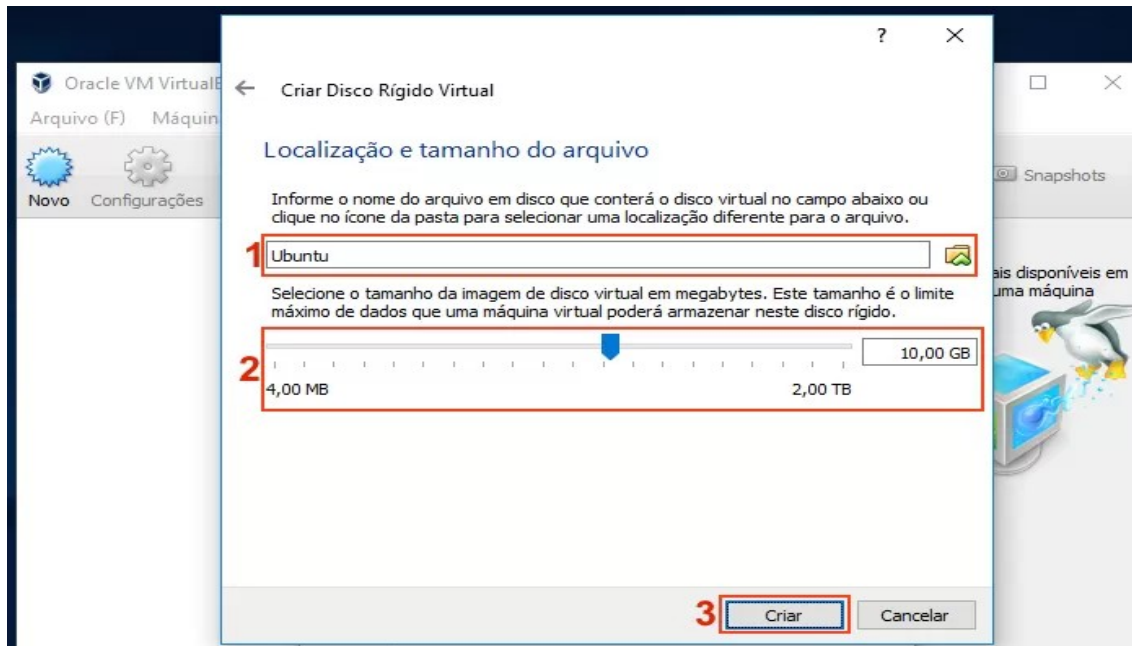 ?
Oracle VM VirtualB
Criar Disco Rígido Virtual
Arquivo (F) Máquin
Localização e tamanho do arquivo
Novo Configurações
Snapshots
Informe o nome do arquivo em disco que conterá o disco virtual no campo abaixo ou
clique no ícone da pasta para selecionar uma localização diferente para o arquivo.
1 Ubuntu
ais disponíveis em
uma máquina
Selecione o tamanho da imagem de disco virtual em megabytes. Este tamanho é o limite
máximo de dados que uma máquina virtual poderá armazenar neste disco rígido.
2 10,00 GB
4,00 MB 2,00 TB
3 Criar Cancelar